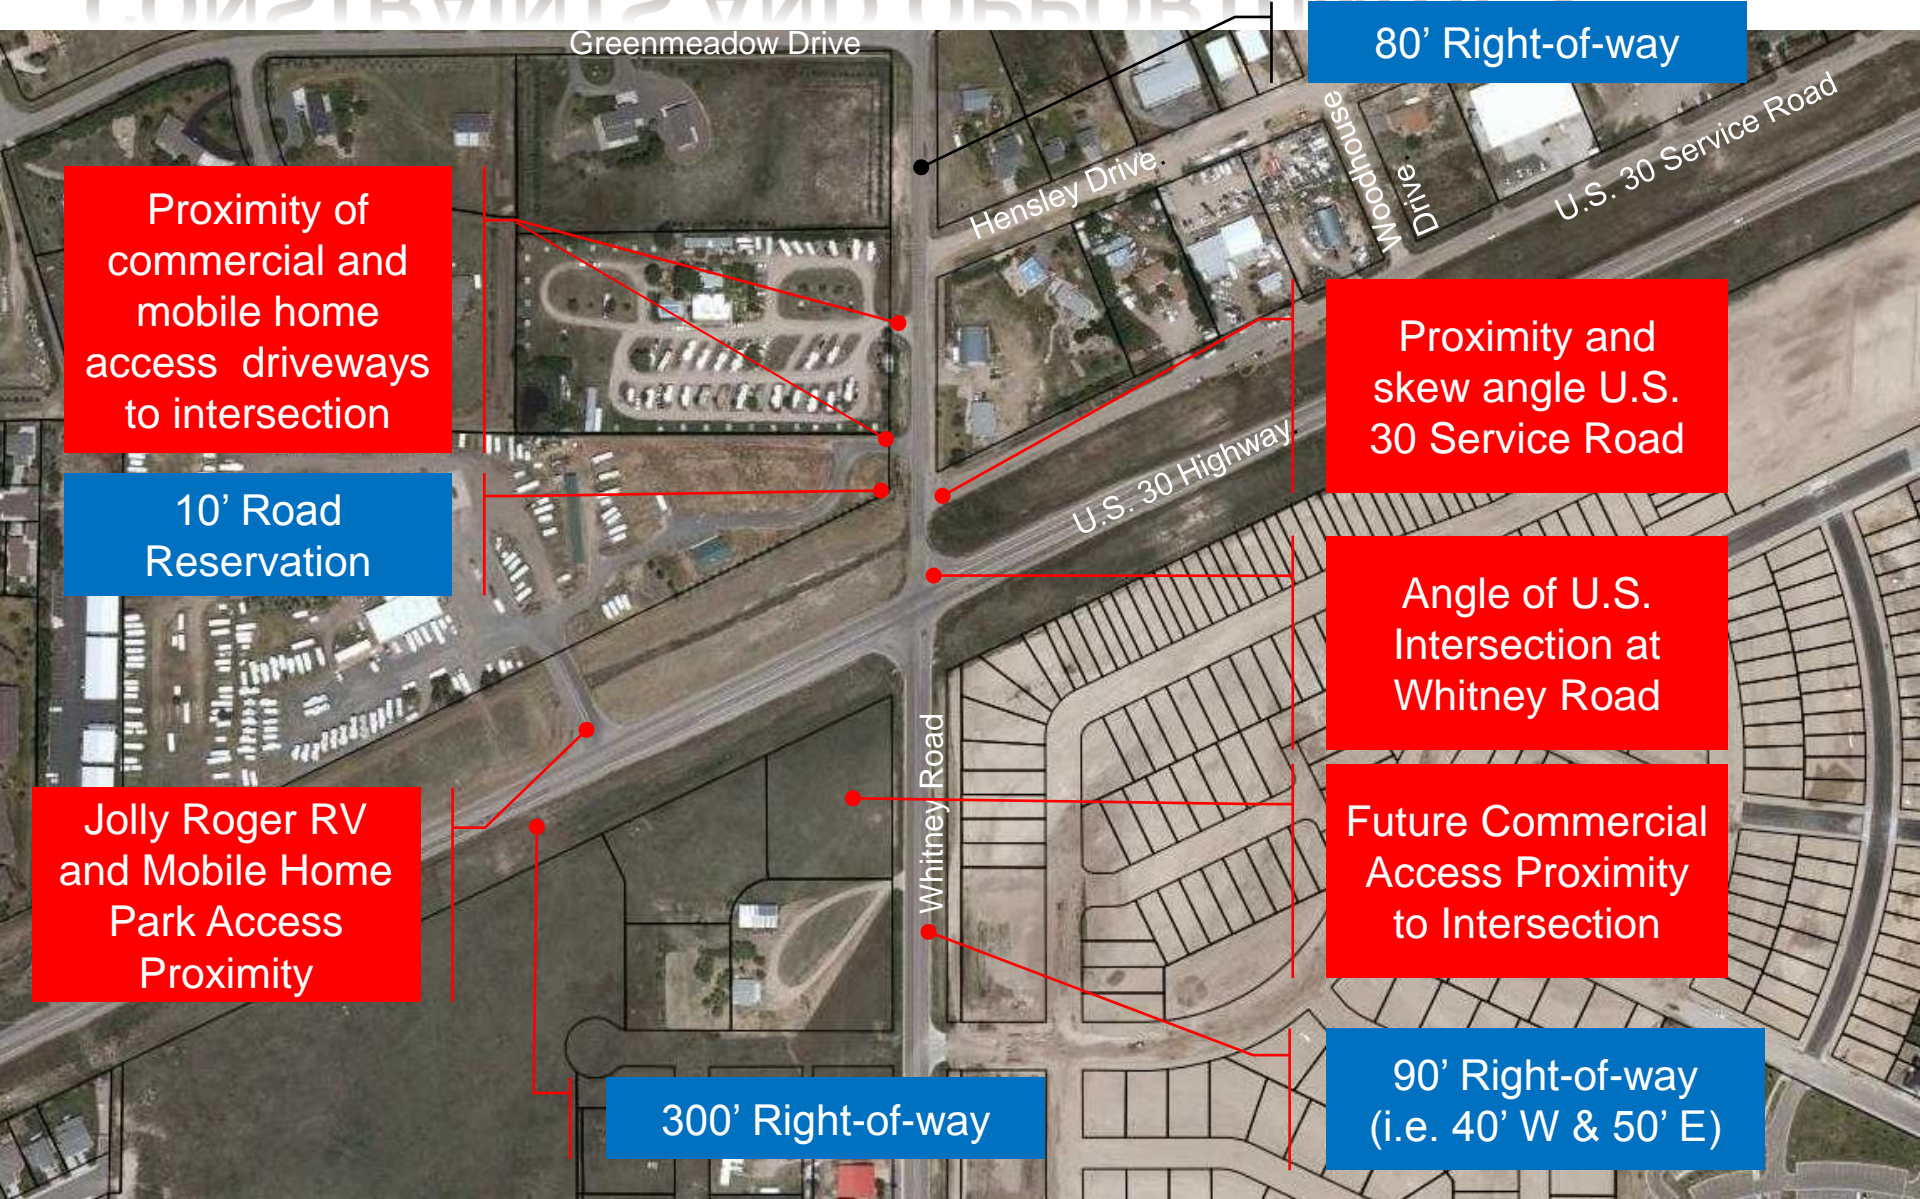 Greenmeadow Drive
80’ Right-of-way
Woodhouse
Drive
U.S. 30 Service Road
Hensley Drive.
Proximity of
commercial and
mobile home
access driveways
to intersection
Proximity and
skew angle U.S.
30 Service Road
U.S. 30 Highway.
10’ Road
Reservation
Angle of U.S.
Intersection at
Whitney Road
Whitney Road
Jolly Roger RV
and Mobile Home
Park Access
Proximity
Future Commercial
Access Proximity
to Intersection
300’ Right-of-way
90’ Right-of-way
(i.e. 40’ W & 50’ E)